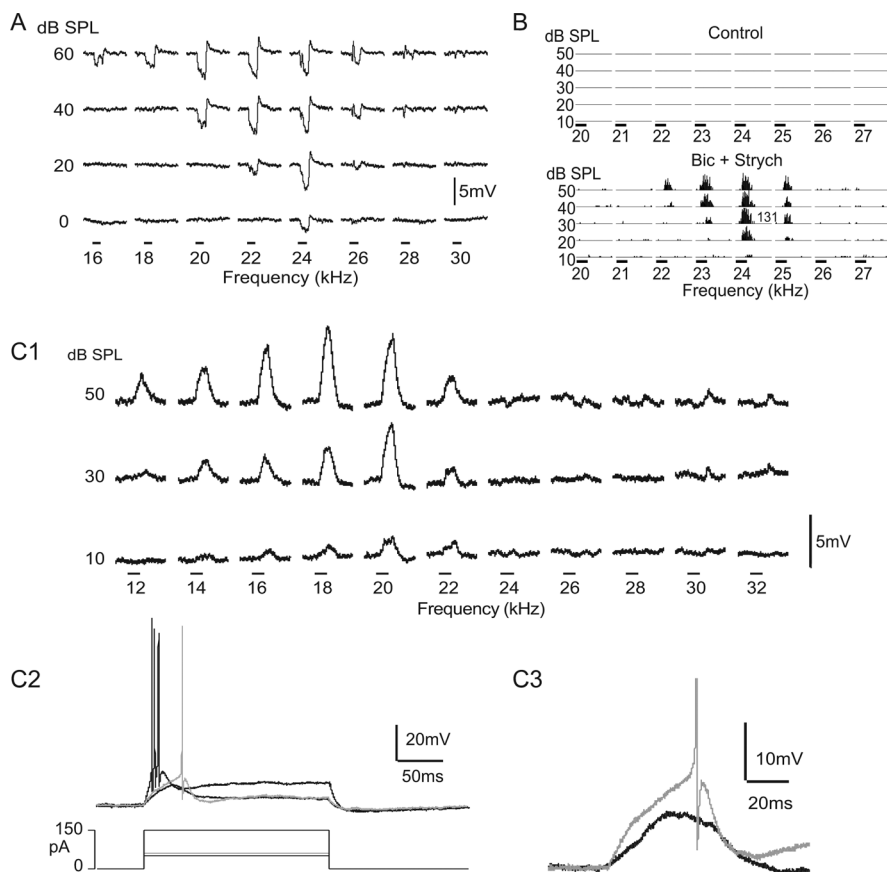 A
dB SPL
60
40
20
0
5mV
16 18 20 22 24 26 28 30
Frequency (kHz)
B
dB SPL
Control
50
40
30
20
10
20 21 22 23 24 25 26 27
Bic + Strych
dB SPL
50
40
30
131
20
10
20 21 22 23 24 25 26 27
Frequency (kHz)
C1
dB SPL
50
30
10
5mV
12 14 16 18 20 22 24 26 28 30 32
Frequency (kHz)
C2
20mV
50ms
150
pA
0
C3
10mV
20ms